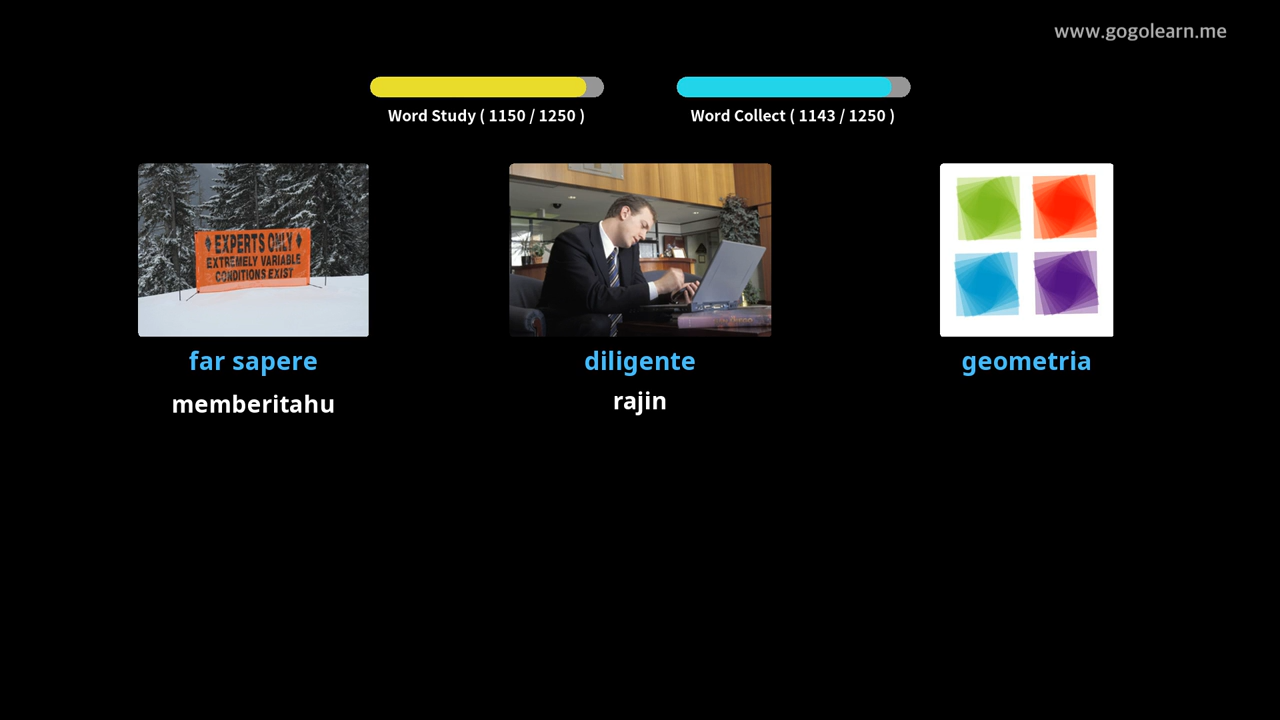 www.gogolearn.me
Word Study ( 1150 / 1250 )
Word Collect ( 1143 / 1250 )
EXPERTS ONLY
EXTREMELY VARIABLE
CONDITIONS EXIST
far sapere
diligente
geometria
memberitahu
rajin